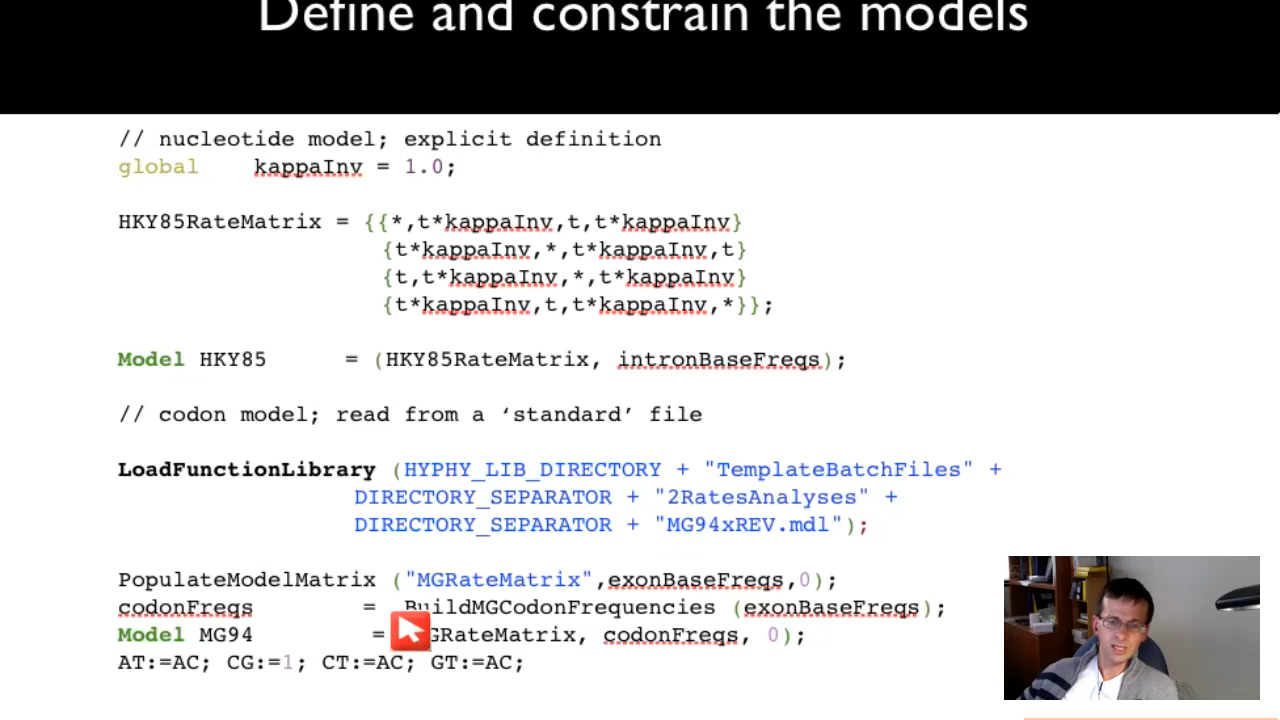 Define and constrain the models
// nucleotide model; explicit definition
global kappaInv = 1.0;
HKY85RateMatrix = {{*,t*kappaInv,t,t*kappaInv}
{t*kappaInv,*,t*kappaInv,t}
{t,t*kappaInv,*,t*kappaInv}
{t*kappaInv,t,t*kappaInv,*}};
Model HKY85 = (HKY85RateMatrix, intronBaseFreqs);
// codon model; read from a ‘standard’ file
LoadFunctionLibrary (HYPHY_LIB_DIRECTORY + "TemplateBatchFiles" +
DIRECTORY_SEPARATOR + "2RatesAnalyses" +
DIRECTORY_SEPARATOR + "MG94xREV.mdl");
PopulateModelMatrix ("MGRateMatrix",exonBaseFreqs,0);
codonFreqs = BuildMGCodonFrequencies (exonBaseFreqs);
Model MG94 = GRateMatrix, codonFreqs, 0);
AT:=AC; CG:=1; CT:=AC; GT:=AC;